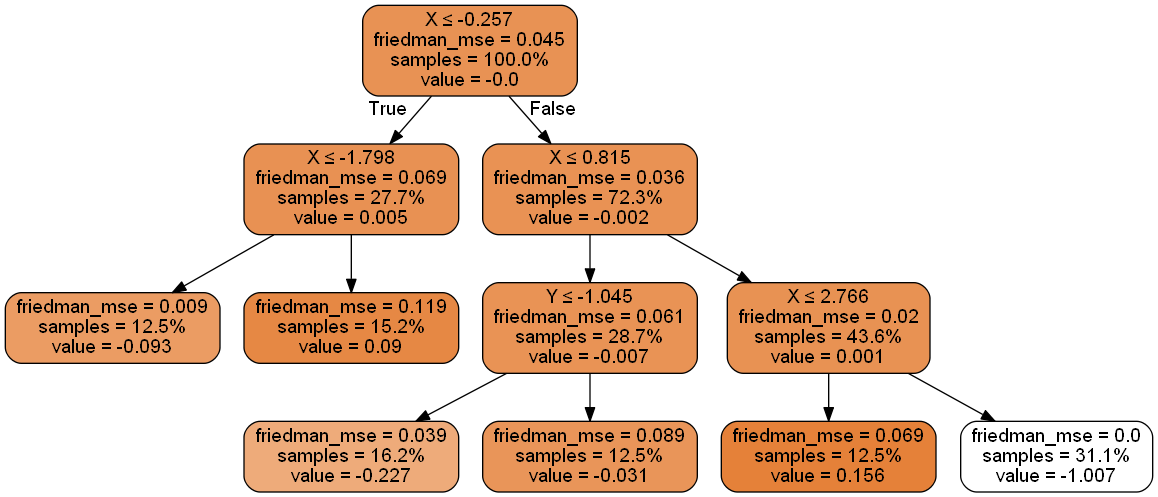 X ≤ -0.257
friedman_mse = 0.045
samples = 100.0%
value = -0.0
True
False
X ≤ -1.798
friedman_mse = 0.069
samples = 27.7%
value = 0.005
X ≤ 0.815
friedman_mse = 0.036
samples = 72.3%
value = -0.002
friedman_mse = 0.009
samples = 12.5%
value = -0.093
friedman_mse = 0.119
samples = 15.2%
value = 0.09
Y ≤ -1.045
friedman_mse = 0.061
samples = 28.7%
value = -0.007
X ≤ 2.766
friedman_mse = 0.02
samples = 43.6%
value = 0.001
friedman_mse = 0.039
samples = 16.2%
value = -0.227
friedman_mse = 0.089
samples = 12.5%
value = -0.031
friedman_mse = 0.069
samples = 12.5%
value = 0.156
friedman_mse = 0.0
samples = 31.1%
value = -1.007